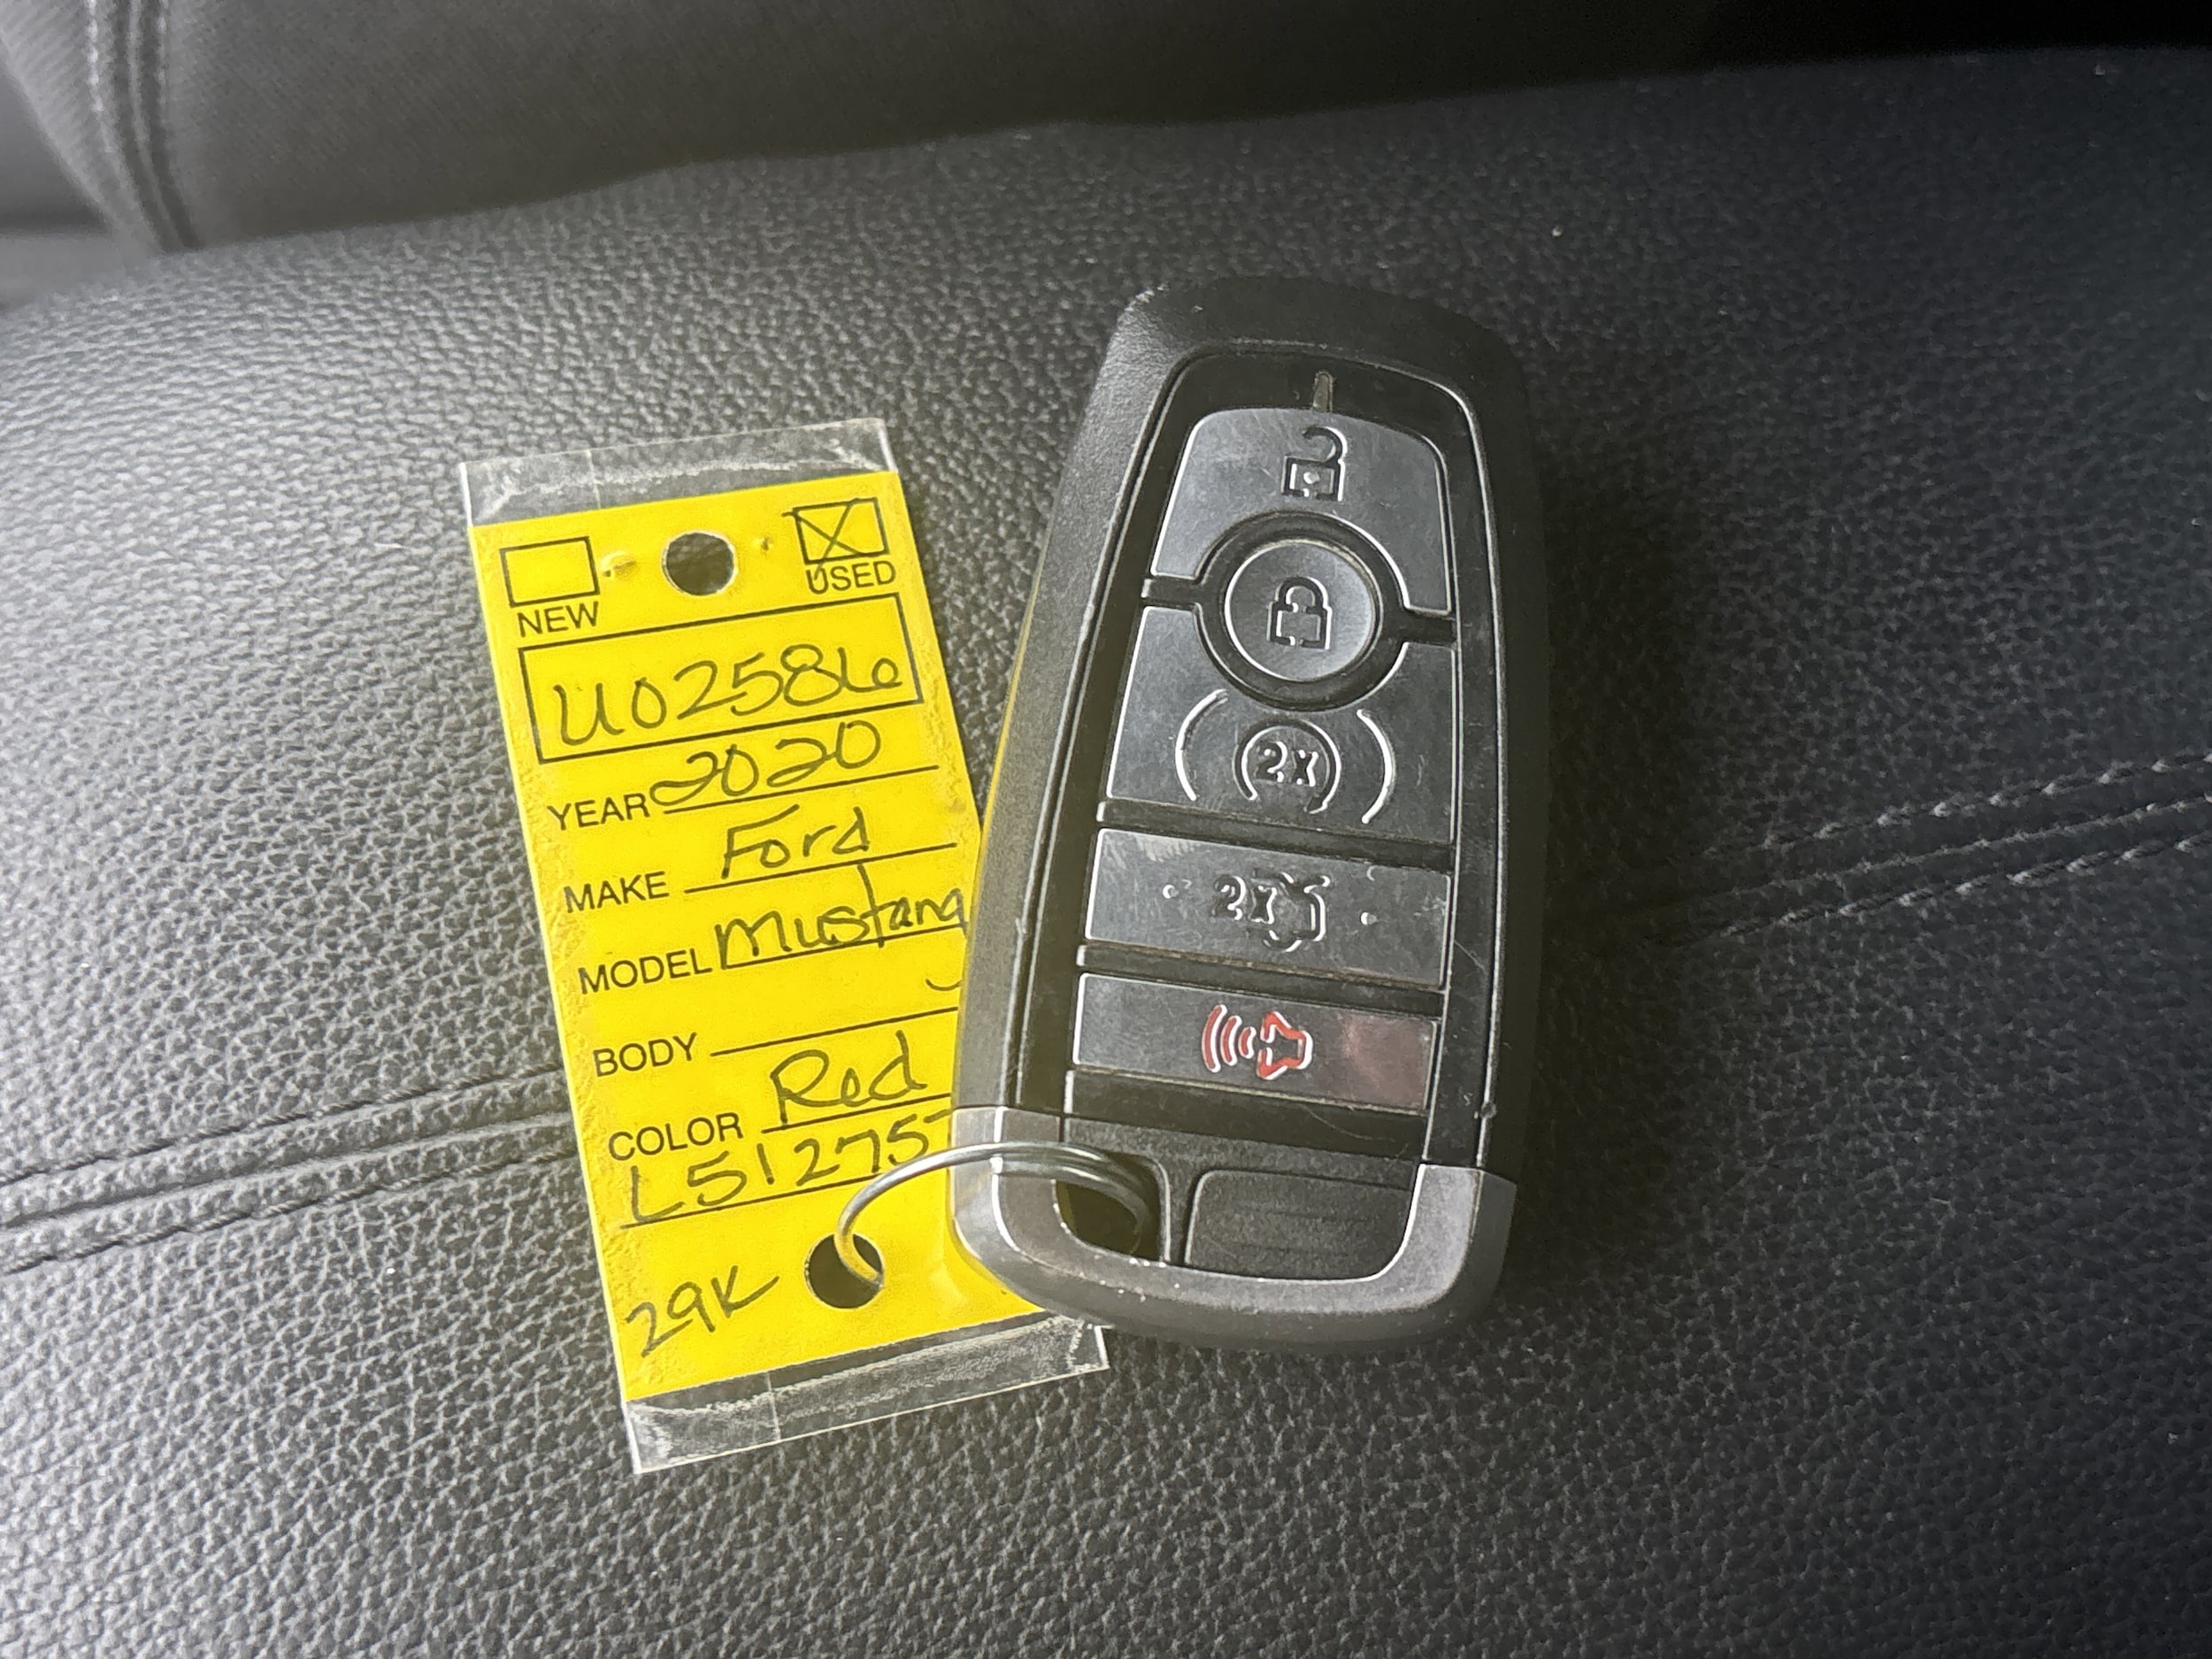 NEW
USED
U02586
YEAR 2020
MAKE Ford
MODEL Mustang
BODY
COLOR Red
L51275
29K
2x
2x